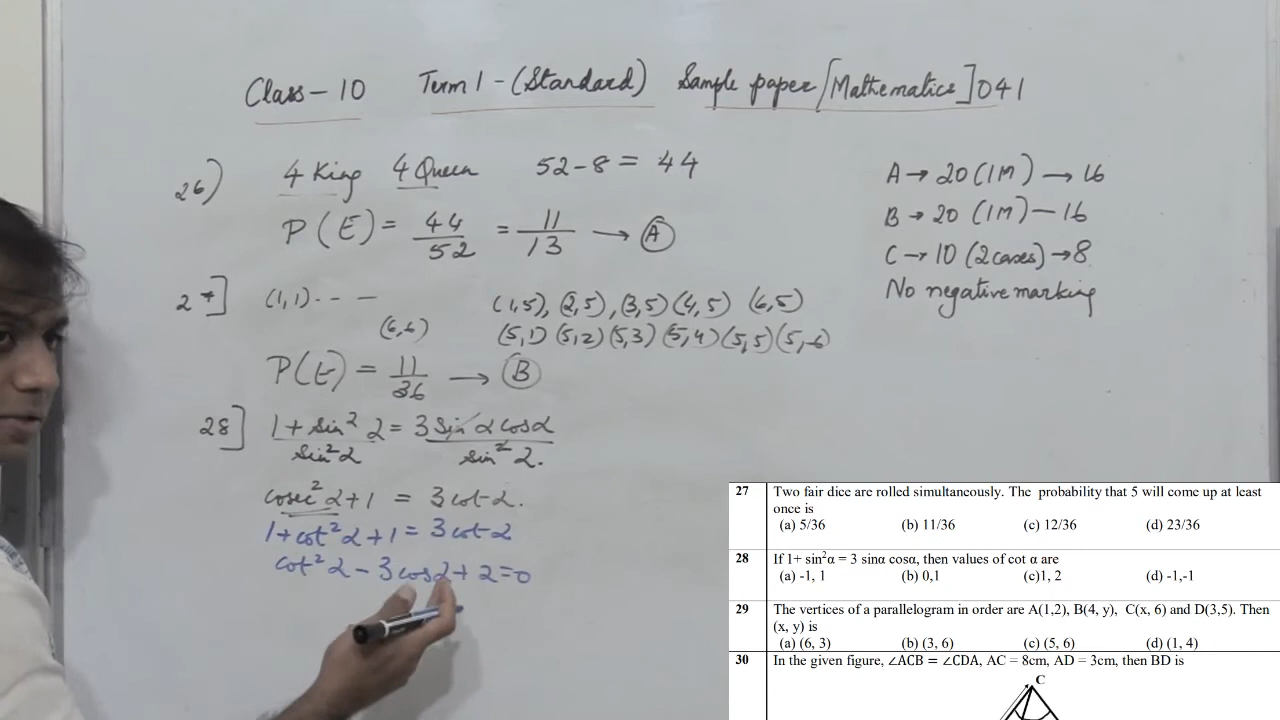 Class-10 Term 1-(Standard) Sample paper/[Mathematics]041
26) 4 King 4 Queen 52-8 = 44
P(E) = 44/52 = 11/13 → A
27] (1,1)- - -
(6,6)
(1,5), (2,5), (3,5) (4,5) (6,5)
(5,1) (5,2) (5,3) (5,4) (5,5) (5,6)
P(E) = 11/36 → B
28] 1 + sin² α = 3 sin α cos α
sin² α sin² α.
cosec² α + 1 = 3 cot α.
1 + cot² α + 1 = 3 cot α
cot² α - 3 cos α + 2 = 0
A → 20 (1M) → 16
B → 20 (1M) - 16
C → 10 (2 cases) → 8
No negative marking
27 Two fair dice are rolled simultaneously. The probability that 5 will come up at least
once is
(a) 5/36 (b) 11/36 (c) 12/36 (d) 23/36
28 If 1+ sin²α = 3 sinα cosα, then values of cot α are
(a) -1, 1 (b) 0,1 (c)1, 2 (d) -1,-1
29 The vertices of a parallelogram in order are A(1,2), B(4, y), C(x, 6) and D(3,5). Then
(x, y) is
(a) (6, 3) (b) (3, 6) (c) (5, 6) (d) (1, 4)
30 In the given figure, ∠ACB = ∠CDA, AC = 8cm, AD = 3cm, then BD is
C